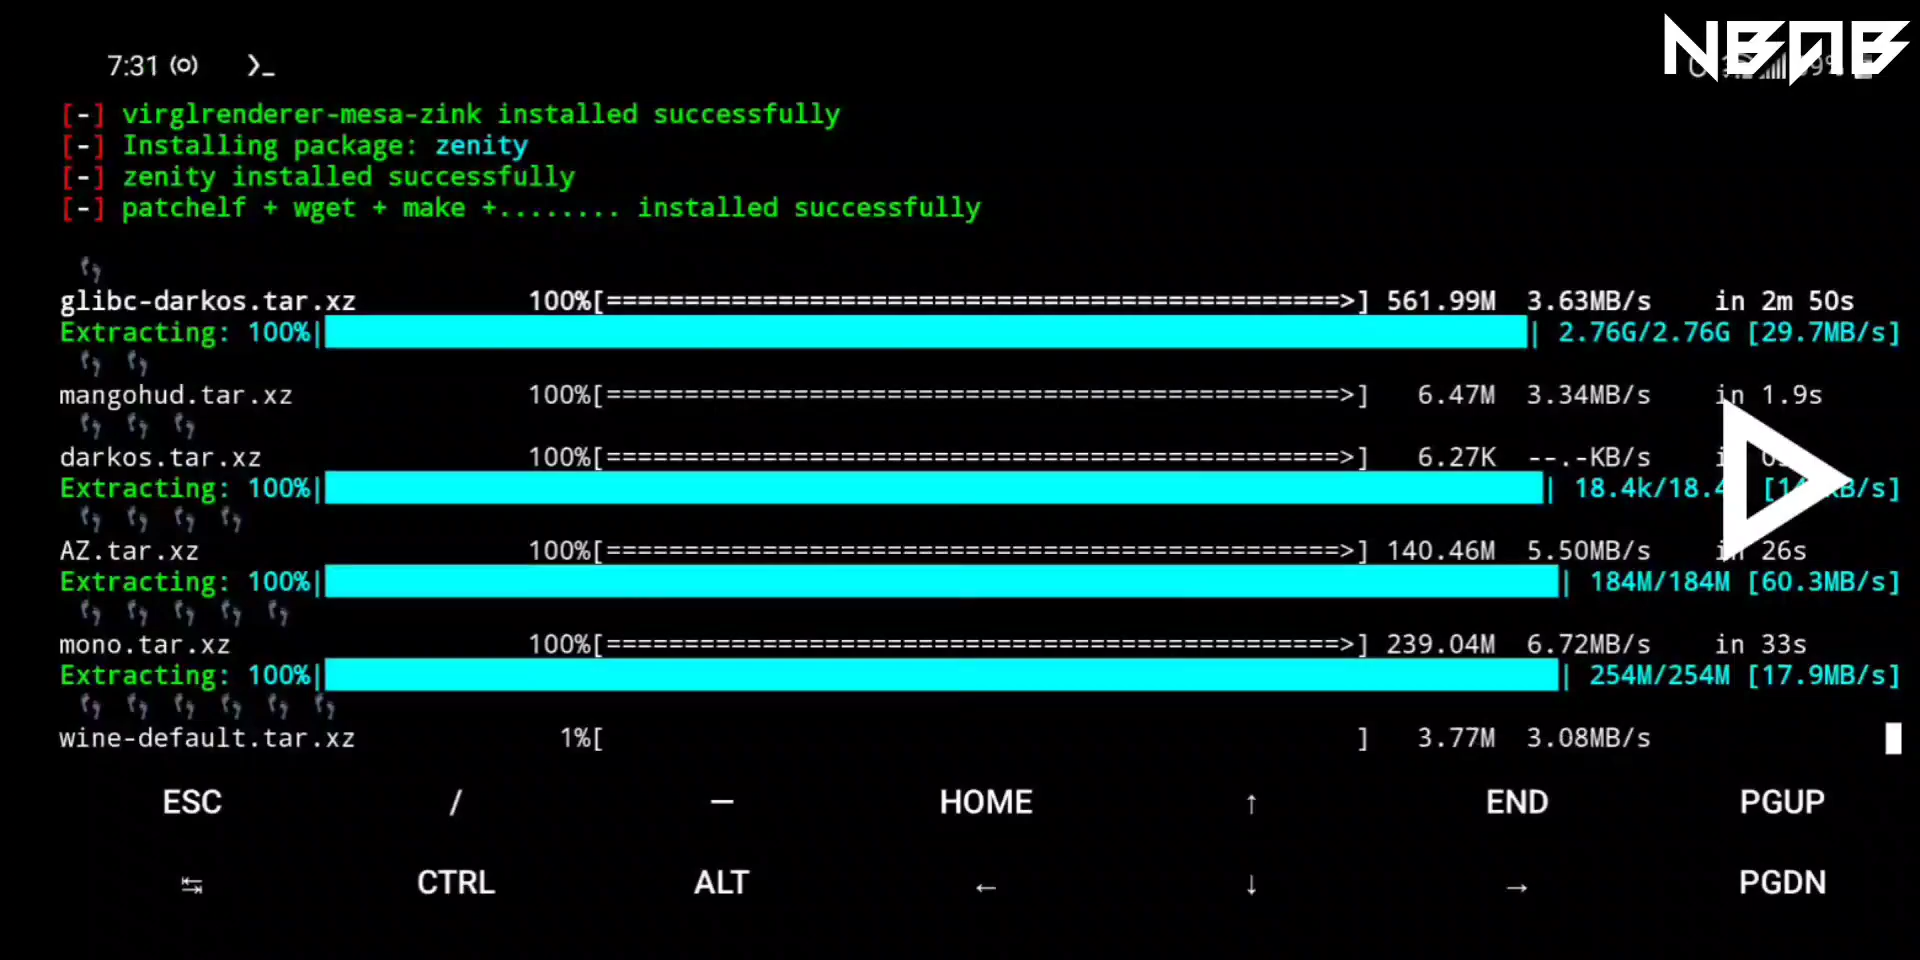 NBAB
7:31
[-] virglrenderer-mesa-zink installed successfully
[-] Installing package: zenity
[-] zenity installed successfully
[-] patchelf + wget + make +........ installed successfully
glibc-darkos.tar.xz 100%[===============================================>] 561.99M 3.63MB/s in 2m 50s
Extracting: 100%| | 2.76G/2.76G [29.7MB/s]
mangohud.tar.xz 100%[===============================================>] 6.47M 3.34MB/s in 1.9s
darkos.tar.xz 100%[===============================================>] 6.27K --.-KB/s
Extracting: 100%| | 18.4k/18.4
AZ.tar.xz 100%[===============================================>] 140.46M 5.50MB/s in 26s
Extracting: 100%| | 184M/184M [60.3MB/s]
mono.tar.xz 100%[===============================================>] 239.04M 6.72MB/s in 33s
Extracting: 100%| | 254M/254M [17.9MB/s]
wine-default.tar.xz 1%[ ] 3.77M 3.08MB/s
ESC / — HOME ↑ END PGUP
⇆ CTRL ALT ← ↓ → PGDN